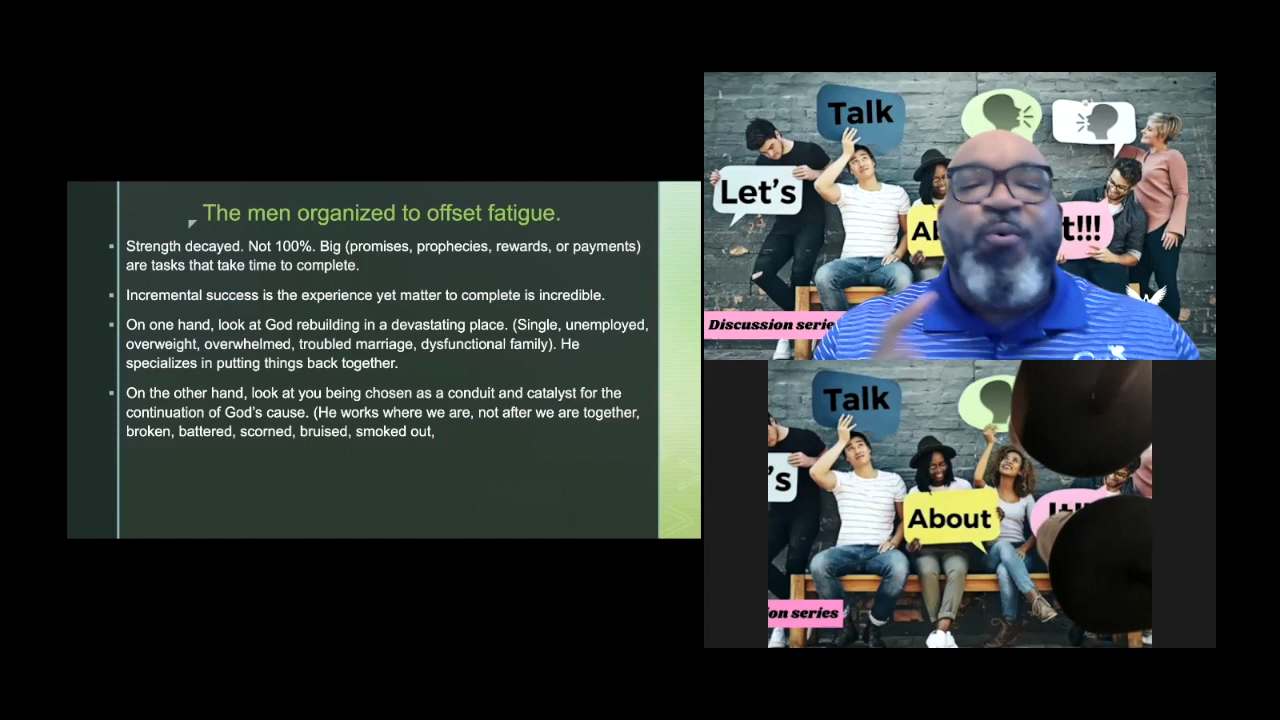 The men organized to offset fatigue.
Strength decayed. Not 100%. Big (promises, prophecies, rewards, or payments)
are tasks that take time to complete.
Incremental success is the experience yet matter to complete is incredible.
On one hand, look at God rebuilding in a devastating place. (Single, unemployed,
overweight, overwhelmed, troubled marriage, dysfunctional family). He
specializes in putting things back together.
On the other hand, look at you being chosen as a conduit and catalyst for the
continuation of God's cause. (He works where we are, not after we are together,
broken, battered, scorned, bruised, smoked out,
Talk
Let's
Ab
t!!!
Discussion serie
Talk
's
About
It!
ion series